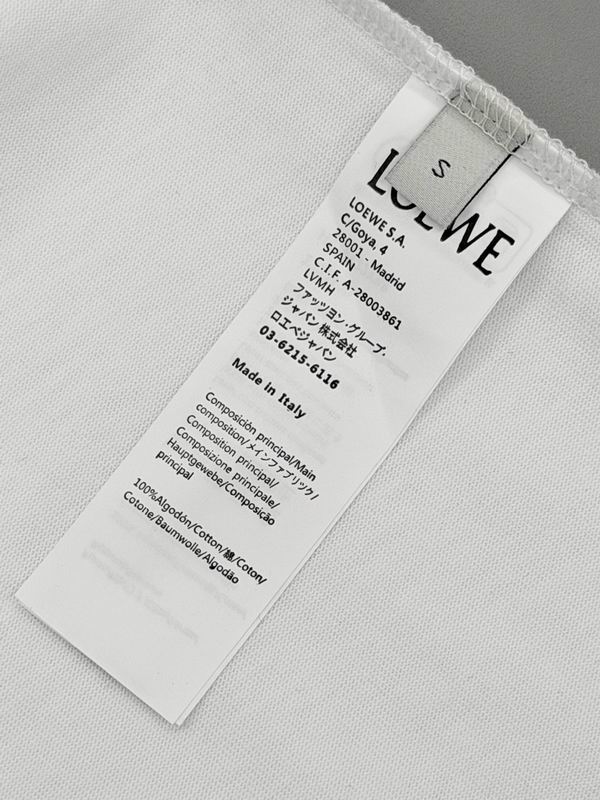 S
LOEWE
LOEWE S.A.
C/Goya, 4
28001 - Madrid
SPAIN
C.I.F. A-28003861
LVMH
ファッツョン·グループ·
ジャパン株式会社
ロエベジャパン
03-6215-6116
Made in Italy
Composición principal/Main
composition/メインファブリック/
Composition principal/
Composizione principale/
Hauptgewebe/Composição
principal
100%Algodón/Cotton/綿/Coton/
Cotone/Baumwolle/Algodão